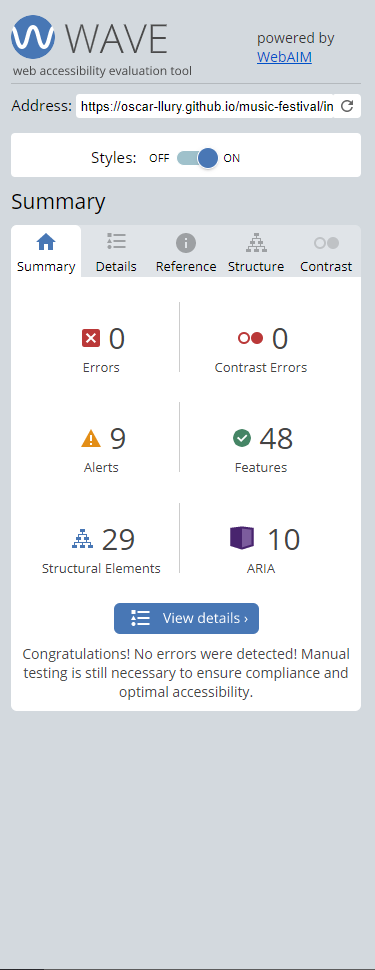 WAVE
powered by
WebAIM
web accessibility evaluation tool
Address: https://oscar-llury.github.io/music-festival/in
Styles: OFF ON
Summary
Summary Details Reference Structure Contrast
0 0
Errors Contrast Errors
9 48
Alerts Features
29 10
Structural Elements ARIA
View details ›
Congratulations! No errors were detected! Manual
testing is still necessary to ensure compliance and
optimal accessibility.